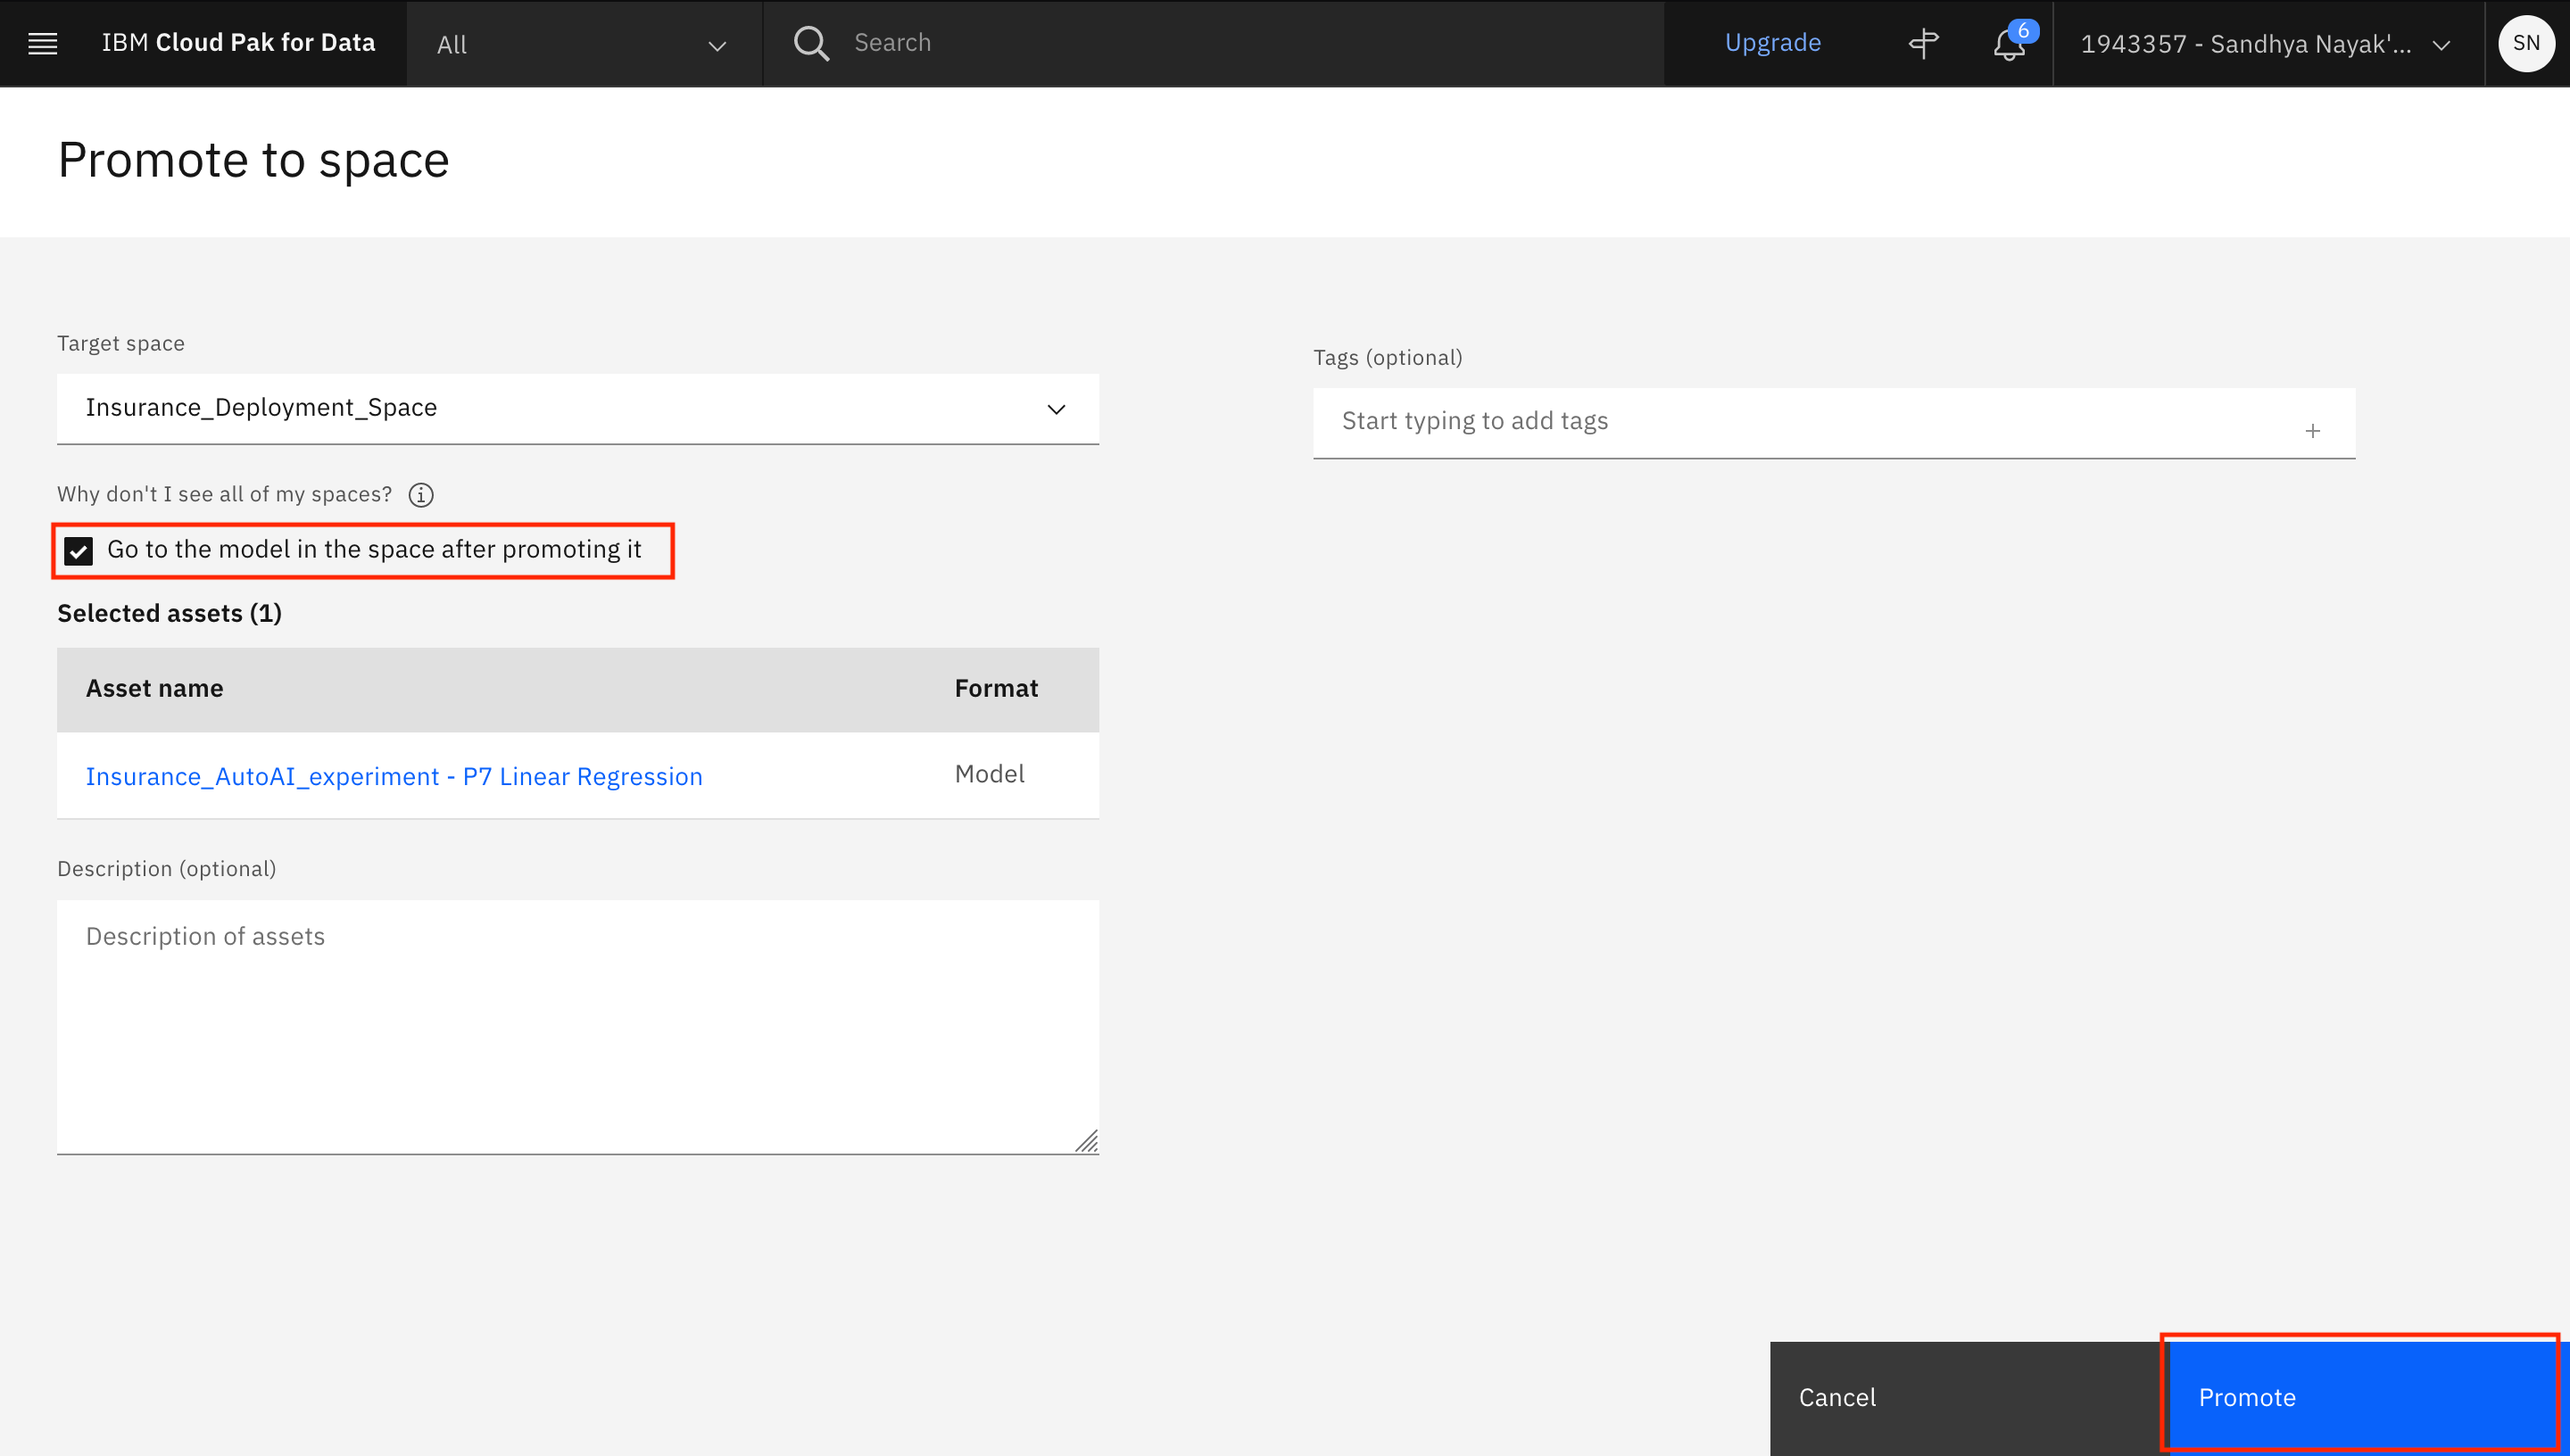 IBM Cloud Pak for Data
All
Search
Upgrade
6
1943357 - Sandhya Nayak'...
SN
Promote to space
Target space
Insurance_Deployment_Space
Tags (optional)
Start typing to add tags
Why don't I see all of my spaces?
Go to the model in the space after promoting it
Selected assets (1)
Asset name Format
Insurance_AutoAI_experiment - P7 Linear Regression Model
Description (optional)
Description of assets
Cancel
Promote